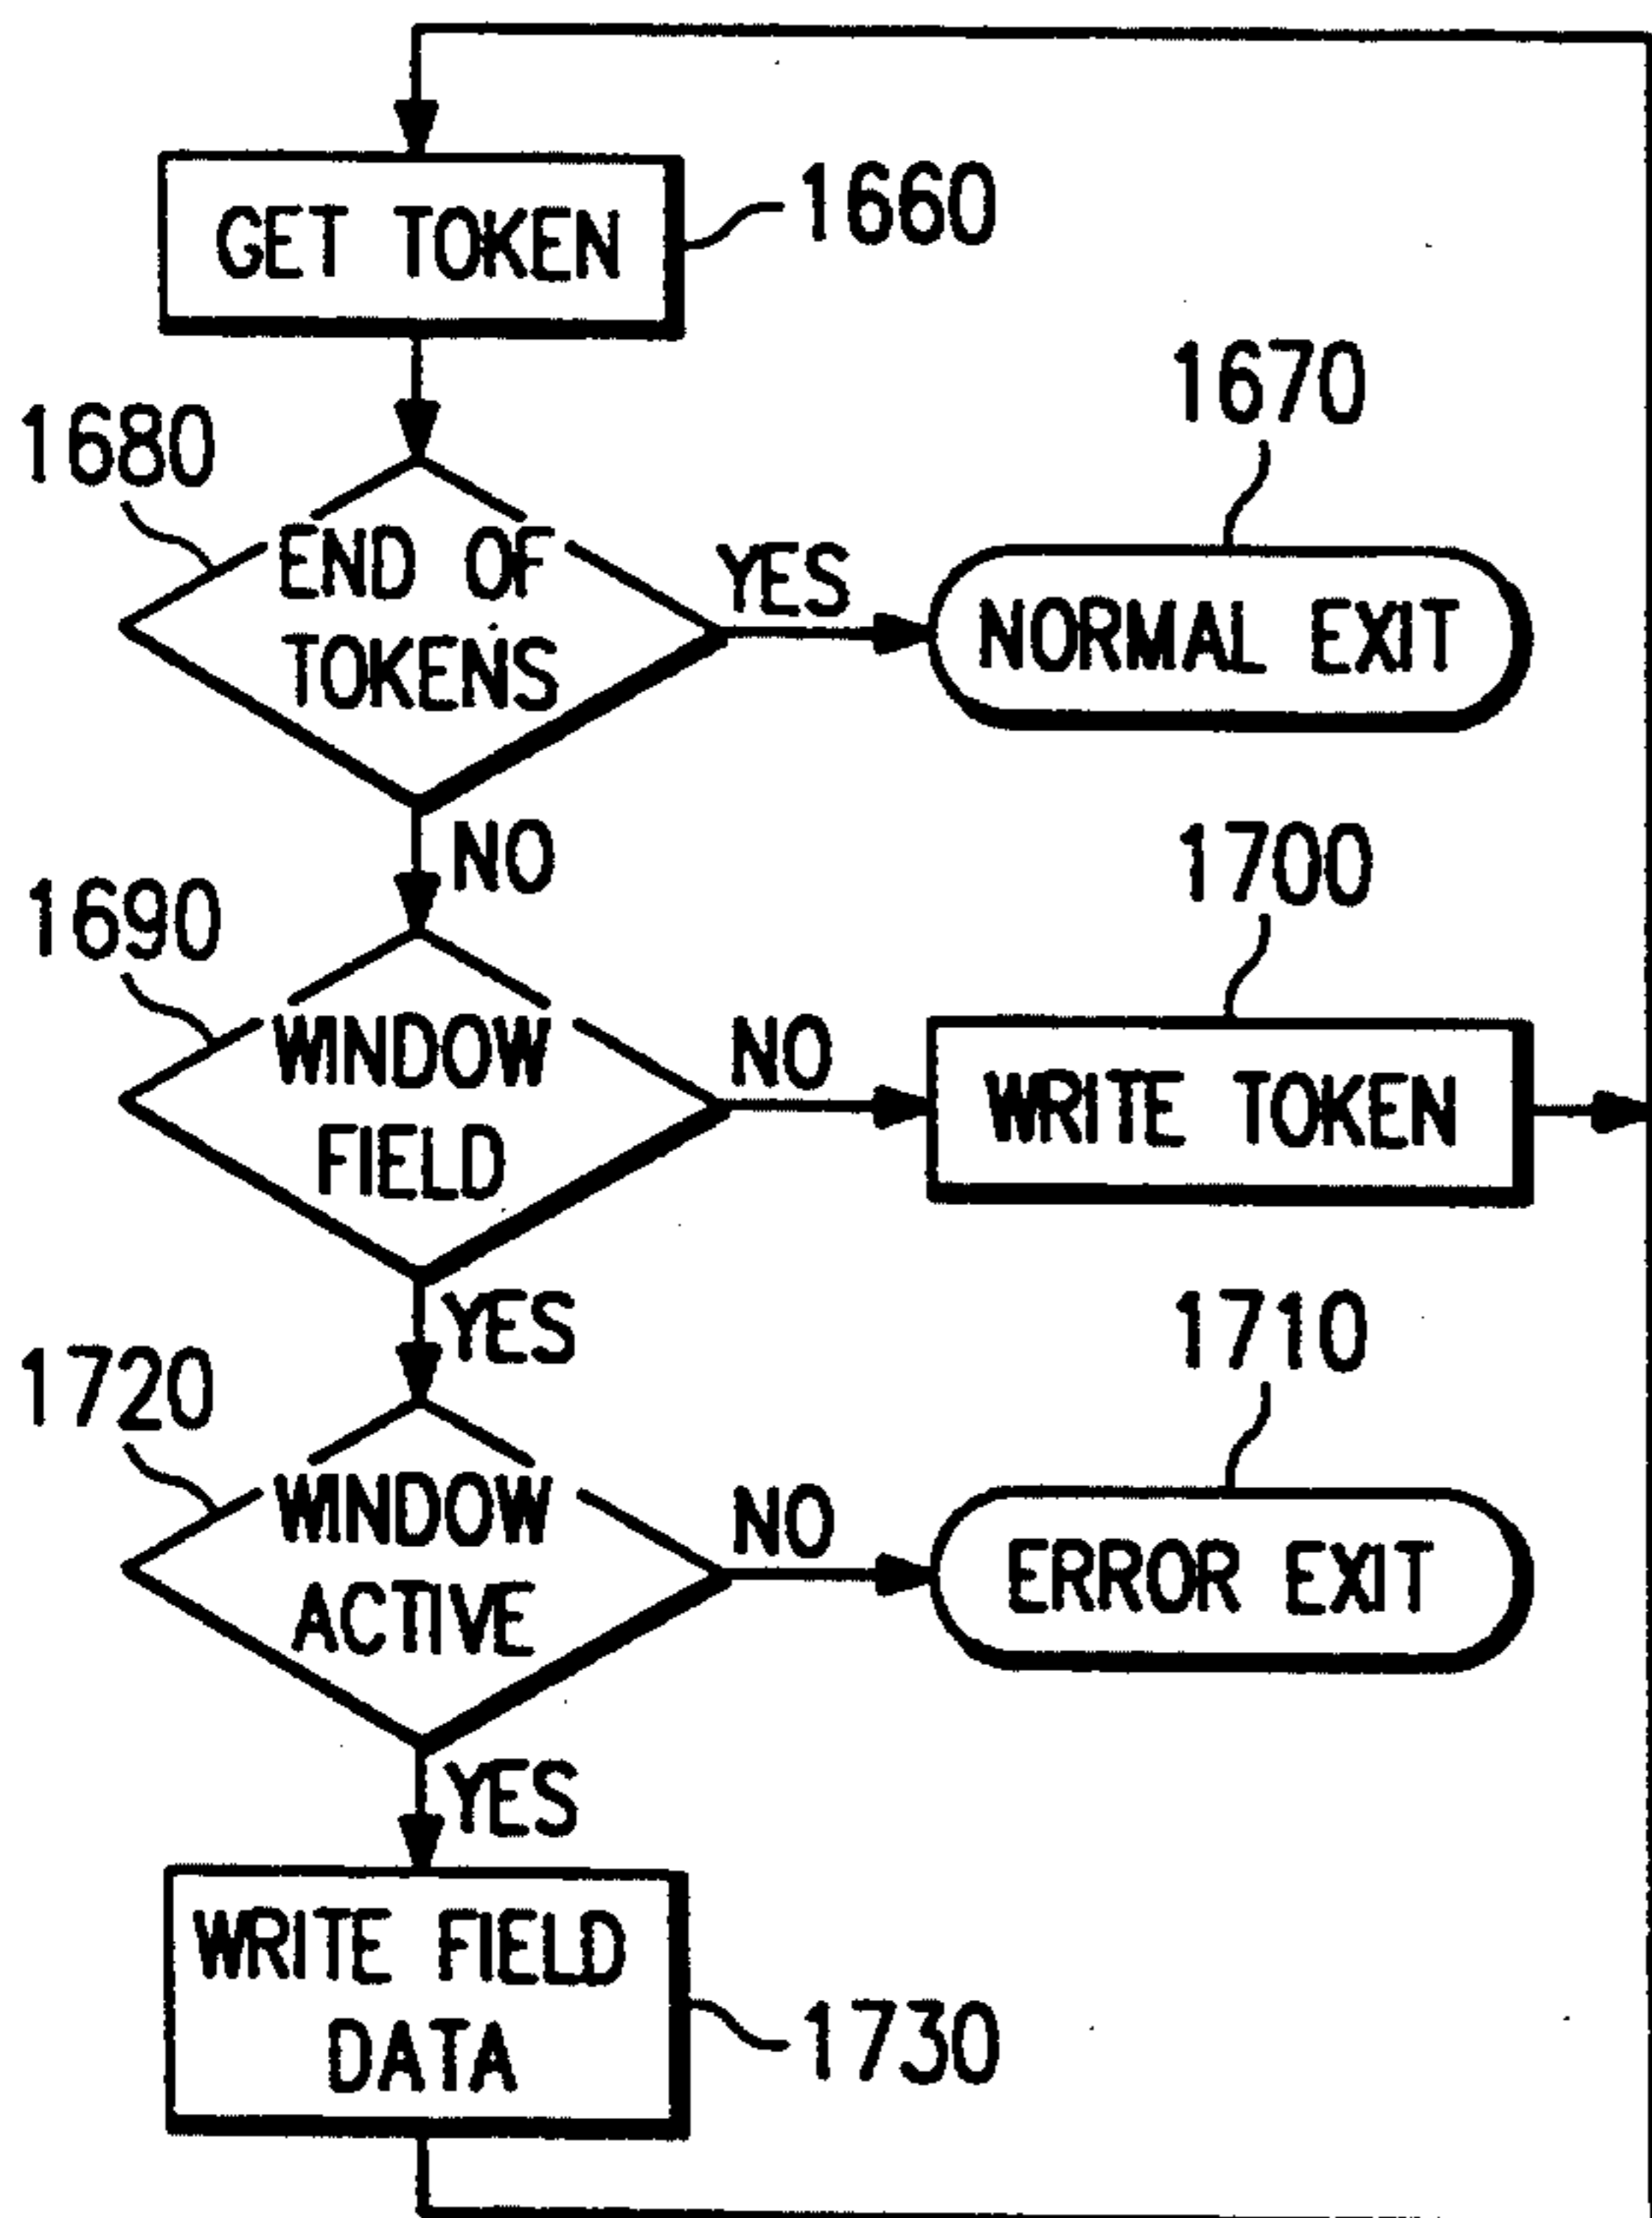 GET TOKEN
1660
1670
1680
END OF
TOKENS
YES
NORMAL EXIT
NO
1690
1700
WINDOW
FIELD
NO
WRITE TOKEN
YES
1720
1710
WINDOW
ACTIVE
NO
ERROR EXIT
YES
WRITE FIELD
DATA
1730